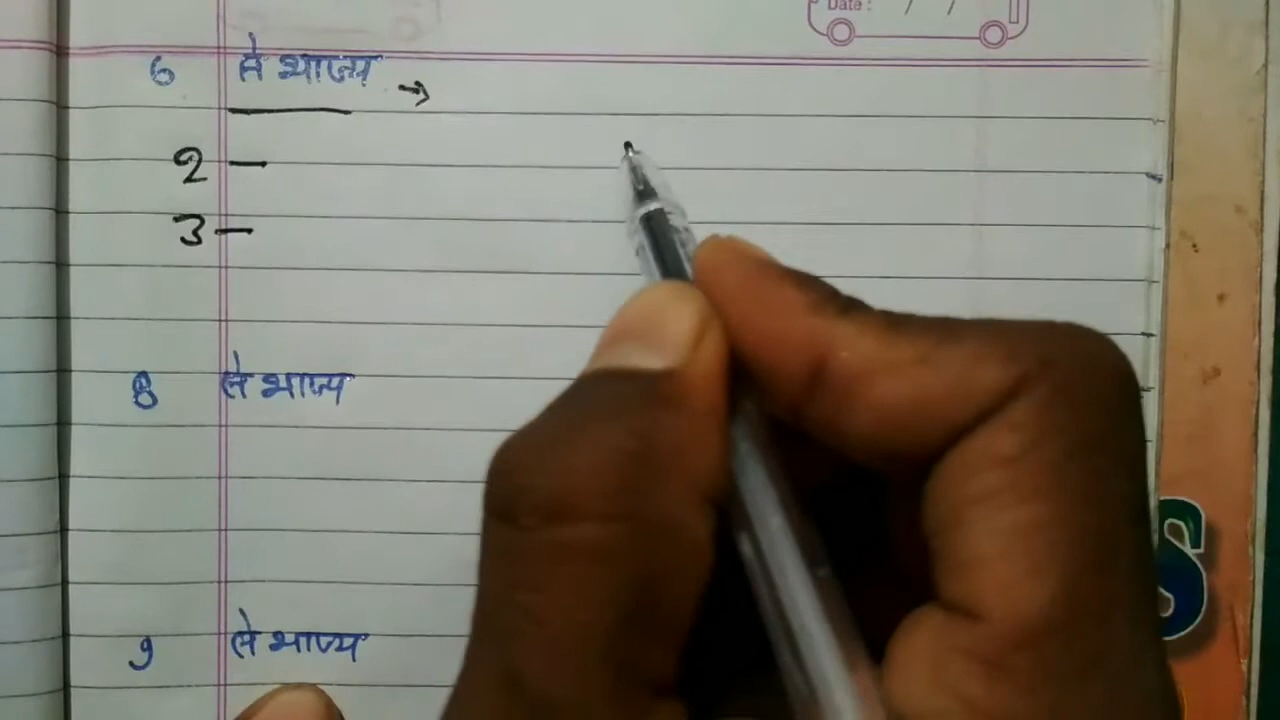 Date : / /
6 से भाज्य →
2 —
3 —
8 से भाज्य
9 से भाज्य
S